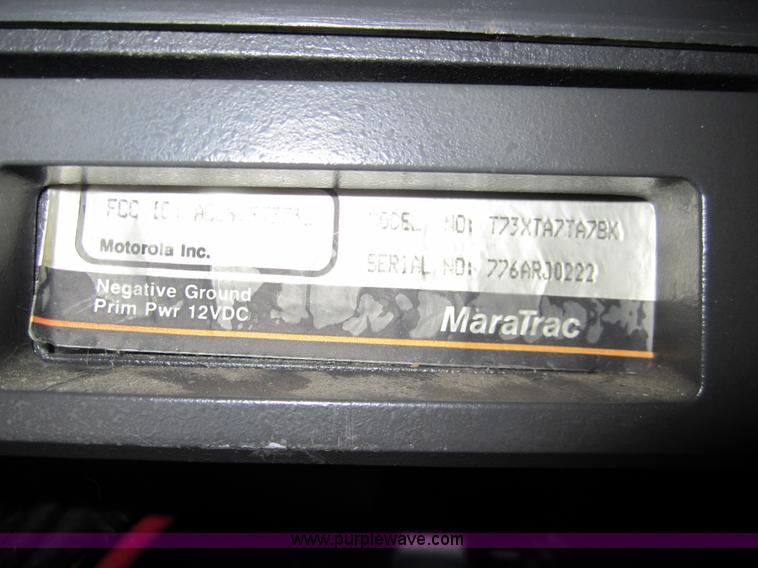 FCC ID:
Motorola Inc.
MODEL NO: T73XTA7TA7BK
SERIAL NO: 776ARJ0222
Negative Ground
Prim Pwr 12VDC
MaraTrac
www.purplewave.com